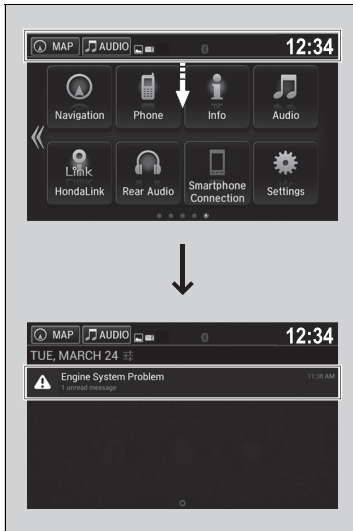 MAP AUDIO 12:34
Navigation Phone Info Audio
Link
HondaLink Rear Audio Smartphone Connection Settings
MAP AUDIO 12:34
TUE, MARCH 24
Engine System Problem 11:38 AM
1 unread message